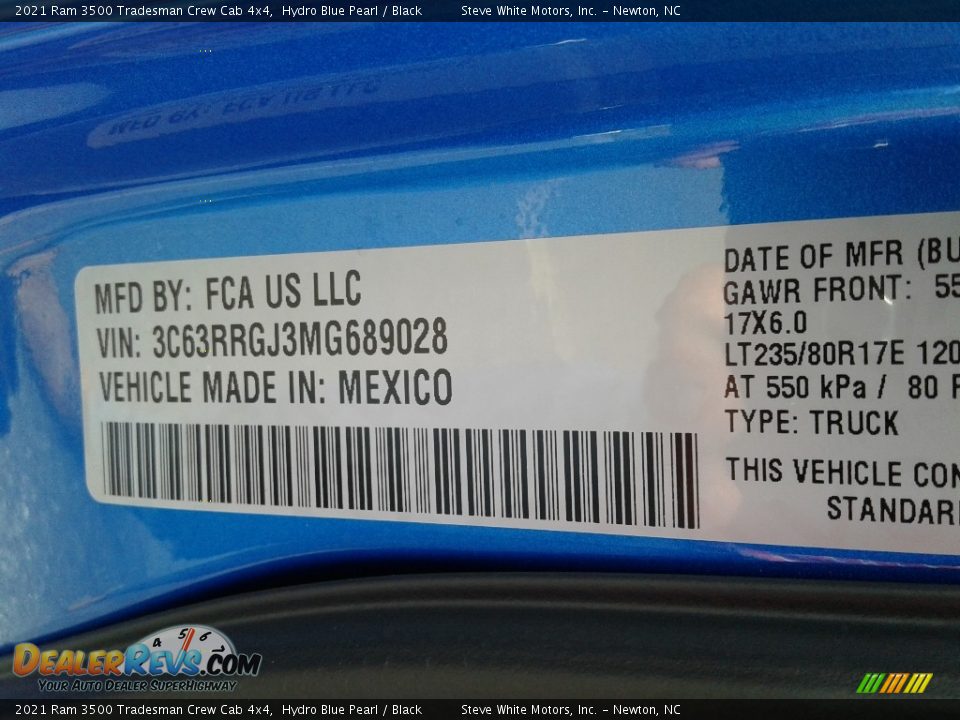 2021 Ram 3500 Tradesman Crew Cab 4x4, Hydro Blue Pearl / Black Steve White Motors, Inc. – Newton, NC
MFD BY: FCA US LLC
VIN: 3C63RRGJ3MG689028
VEHICLE MADE IN: MEXICO
DATE OF MFR (BU
GAWR FRONT: 55
17X6.0
LT235/80R17E 120
AT 550 kPa / 80 P
TYPE: TRUCK
THIS VEHICLE CON
STANDAR
4 5 6
DEALERREVS.COM
YOUR AUTO DEALER SUPERHIGHWAY
2021 Ram 3500 Tradesman Crew Cab 4x4, Hydro Blue Pearl / Black Steve White Motors, Inc. – Newton, NC